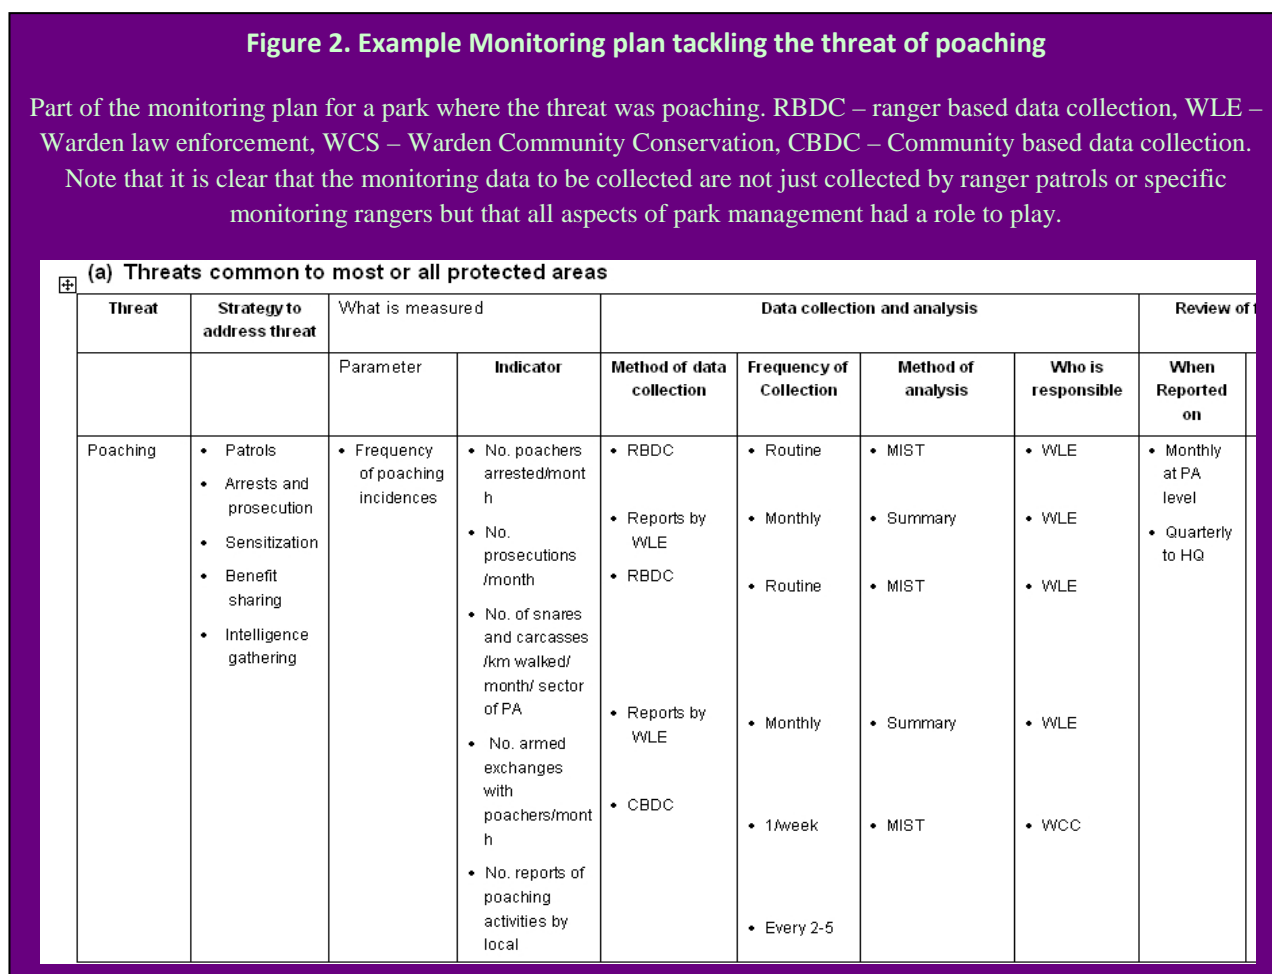 Figure 2. Example Monitoring plan tackling the threat of poaching
Part of the monitoring plan for a park where the threat was poaching. RBDC – ranger based data collection, WLE –
Warden law enforcement, WCS – Warden Community Conservation, CBDC – Community based data collection.
Note that it is clear that the monitoring data to be collected are not just collected by ranger patrols or specific
monitoring rangers but that all aspects of park management had a role to play.
(a) Threats common to most or all protected areas
Threat
Strategy to
address threat
What is measured
Data collection and analysis
Review of
Parameter
Indicator
Method of data
collection
Frequency of
Collection
Method of
analysis
Who is
responsible
When
Reported
on
Poaching
• Patrols
• Arrests and
prosecution
• Sensitization
• Benefit
sharing
• Intelligence
gathering
• Frequency
of poaching
incidences
• No. poachers
arrested/mont
h
• No.
prosecutions
/month
• No. of snares
and carcasses
/km walked/
month/ sector
of PA
• No. armed
exchanges
with
poachers/mont
h
• No. reports of
poaching
activities by
local
• RBDC
• Reports by
WLE
• RBDC
• Reports by
WLE
• CBDC
• Routine
• Monthly
• Routine
• Monthly
• 1/week
• Every 2-5
• MIST
• Summary
• MIST
• Summary
• MIST
• WLE
• WLE
• WLE
• WLE
• WCC
• Monthly
at PA
level
• Quarterly
to HQ